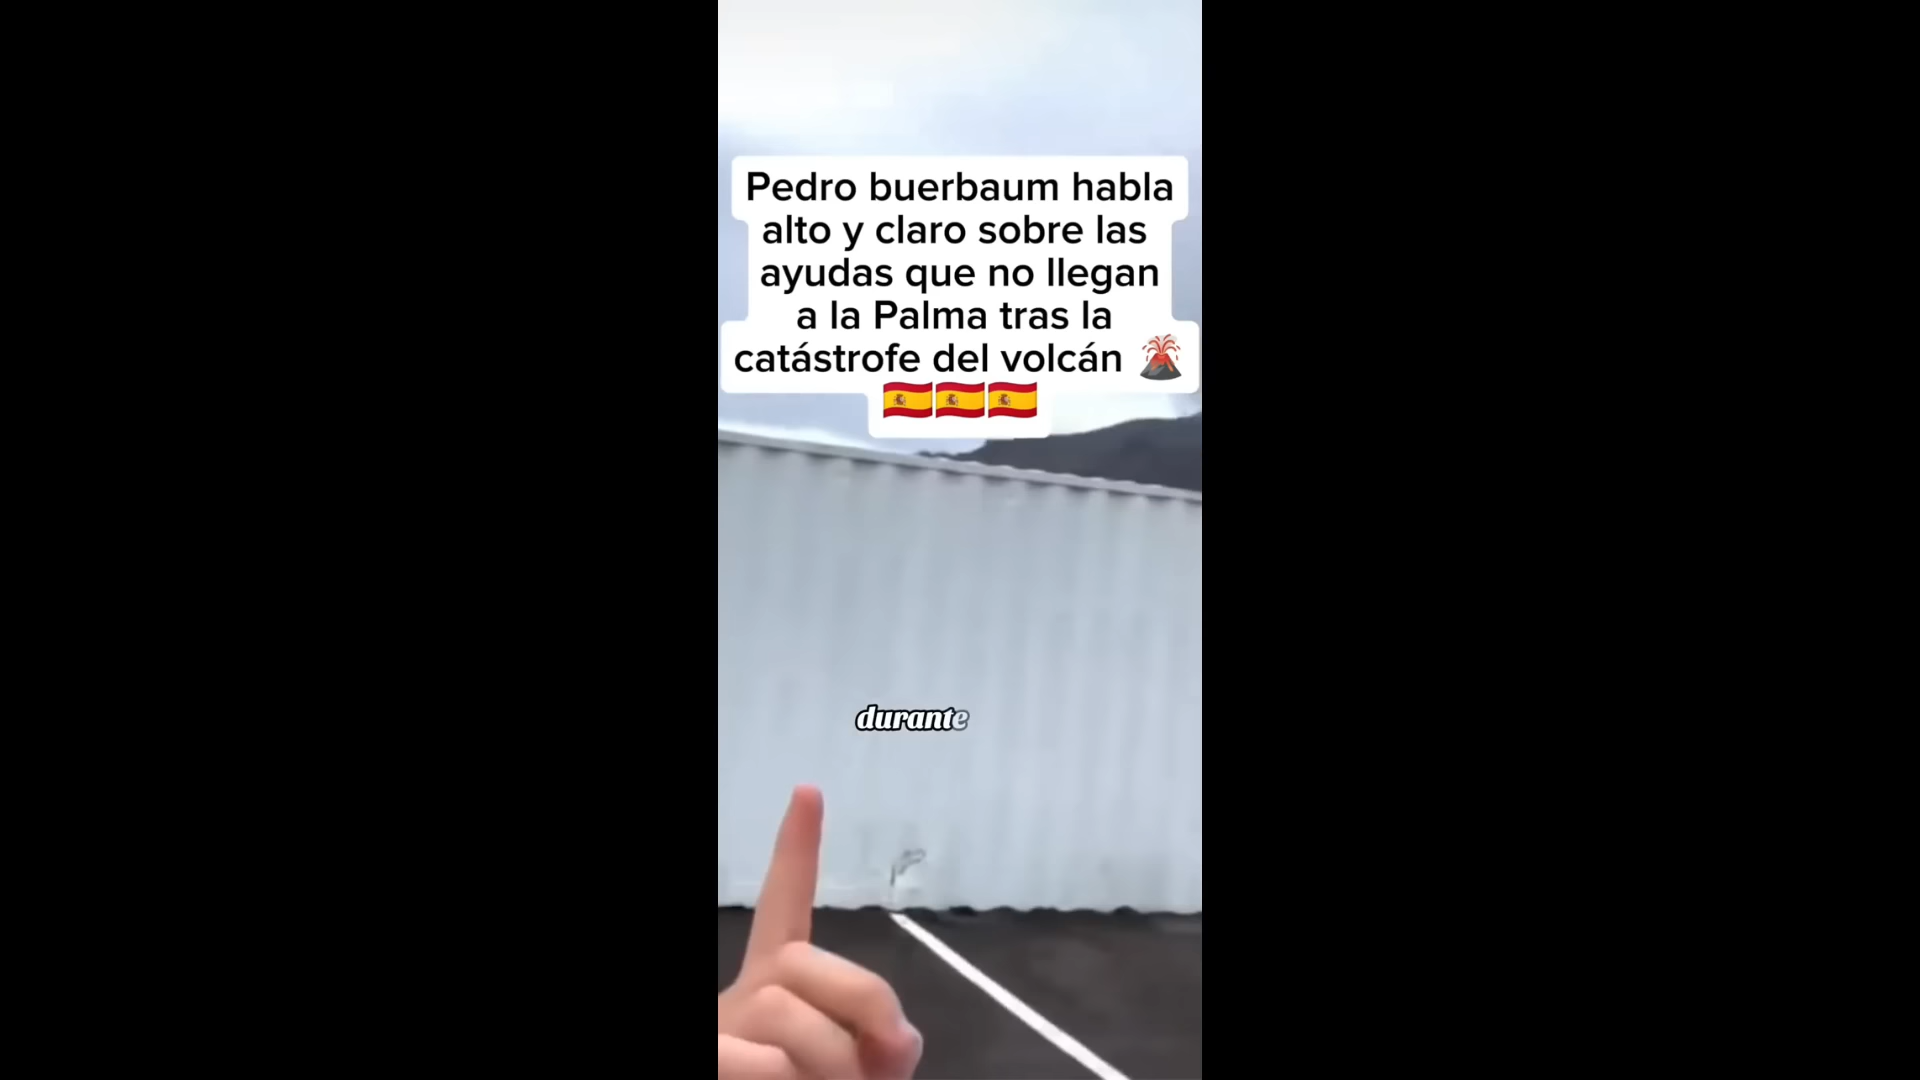 Pedro buerbaum habla
alto y claro sobre las
ayudas que no llegan
a la Palma tras la
catástrofe del volcán 🌋
🇪🇸🇪🇸🇪🇸
durante